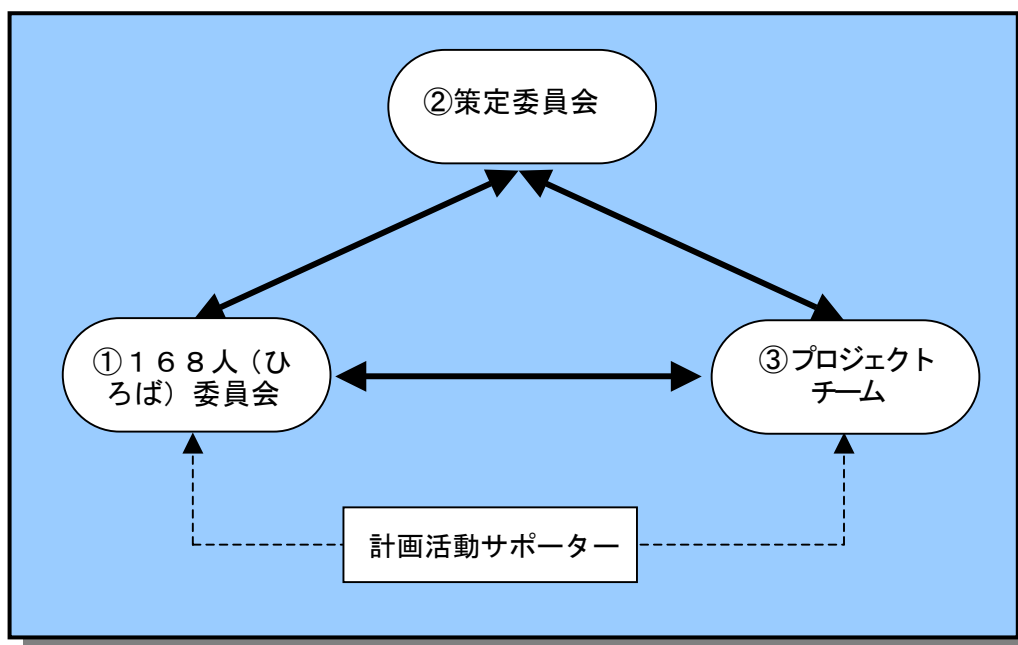 ②策定委員会
①１６８人（ひ
ろば）委員会
③プロジェクト
チーム
計画活動サポーター